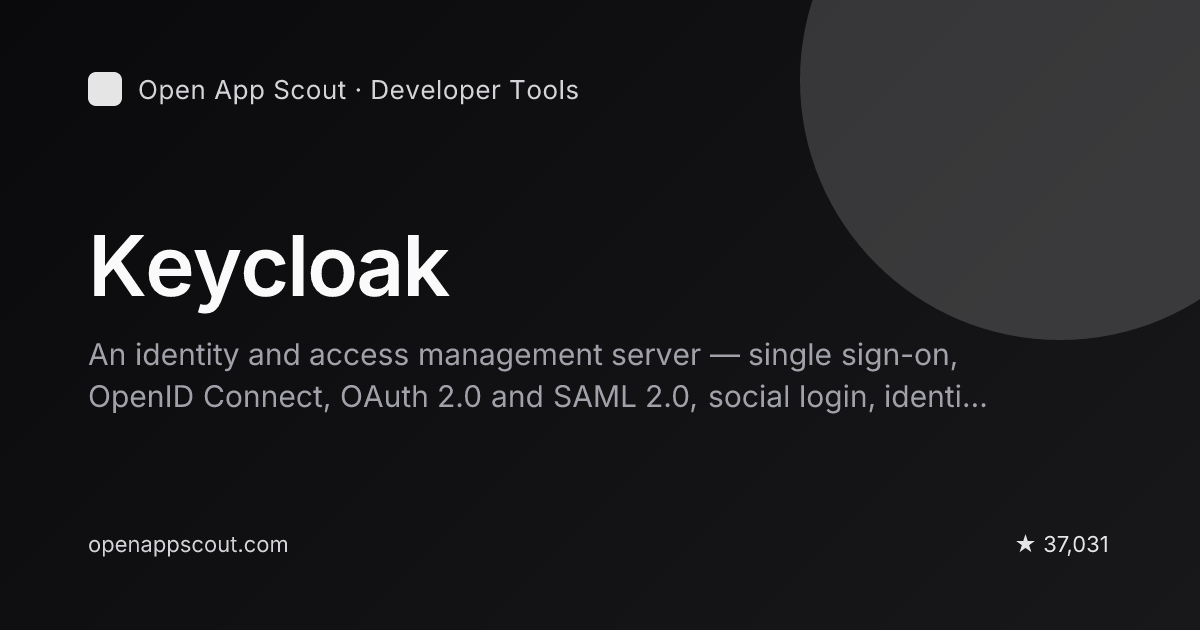 Open App Scout · Developer Tools
Keycloak
An identity and access management server — single sign-on,
OpenID Connect, OAuth 2.0 and SAML 2.0, social login, identi...
openappscout.com
★ 37,031